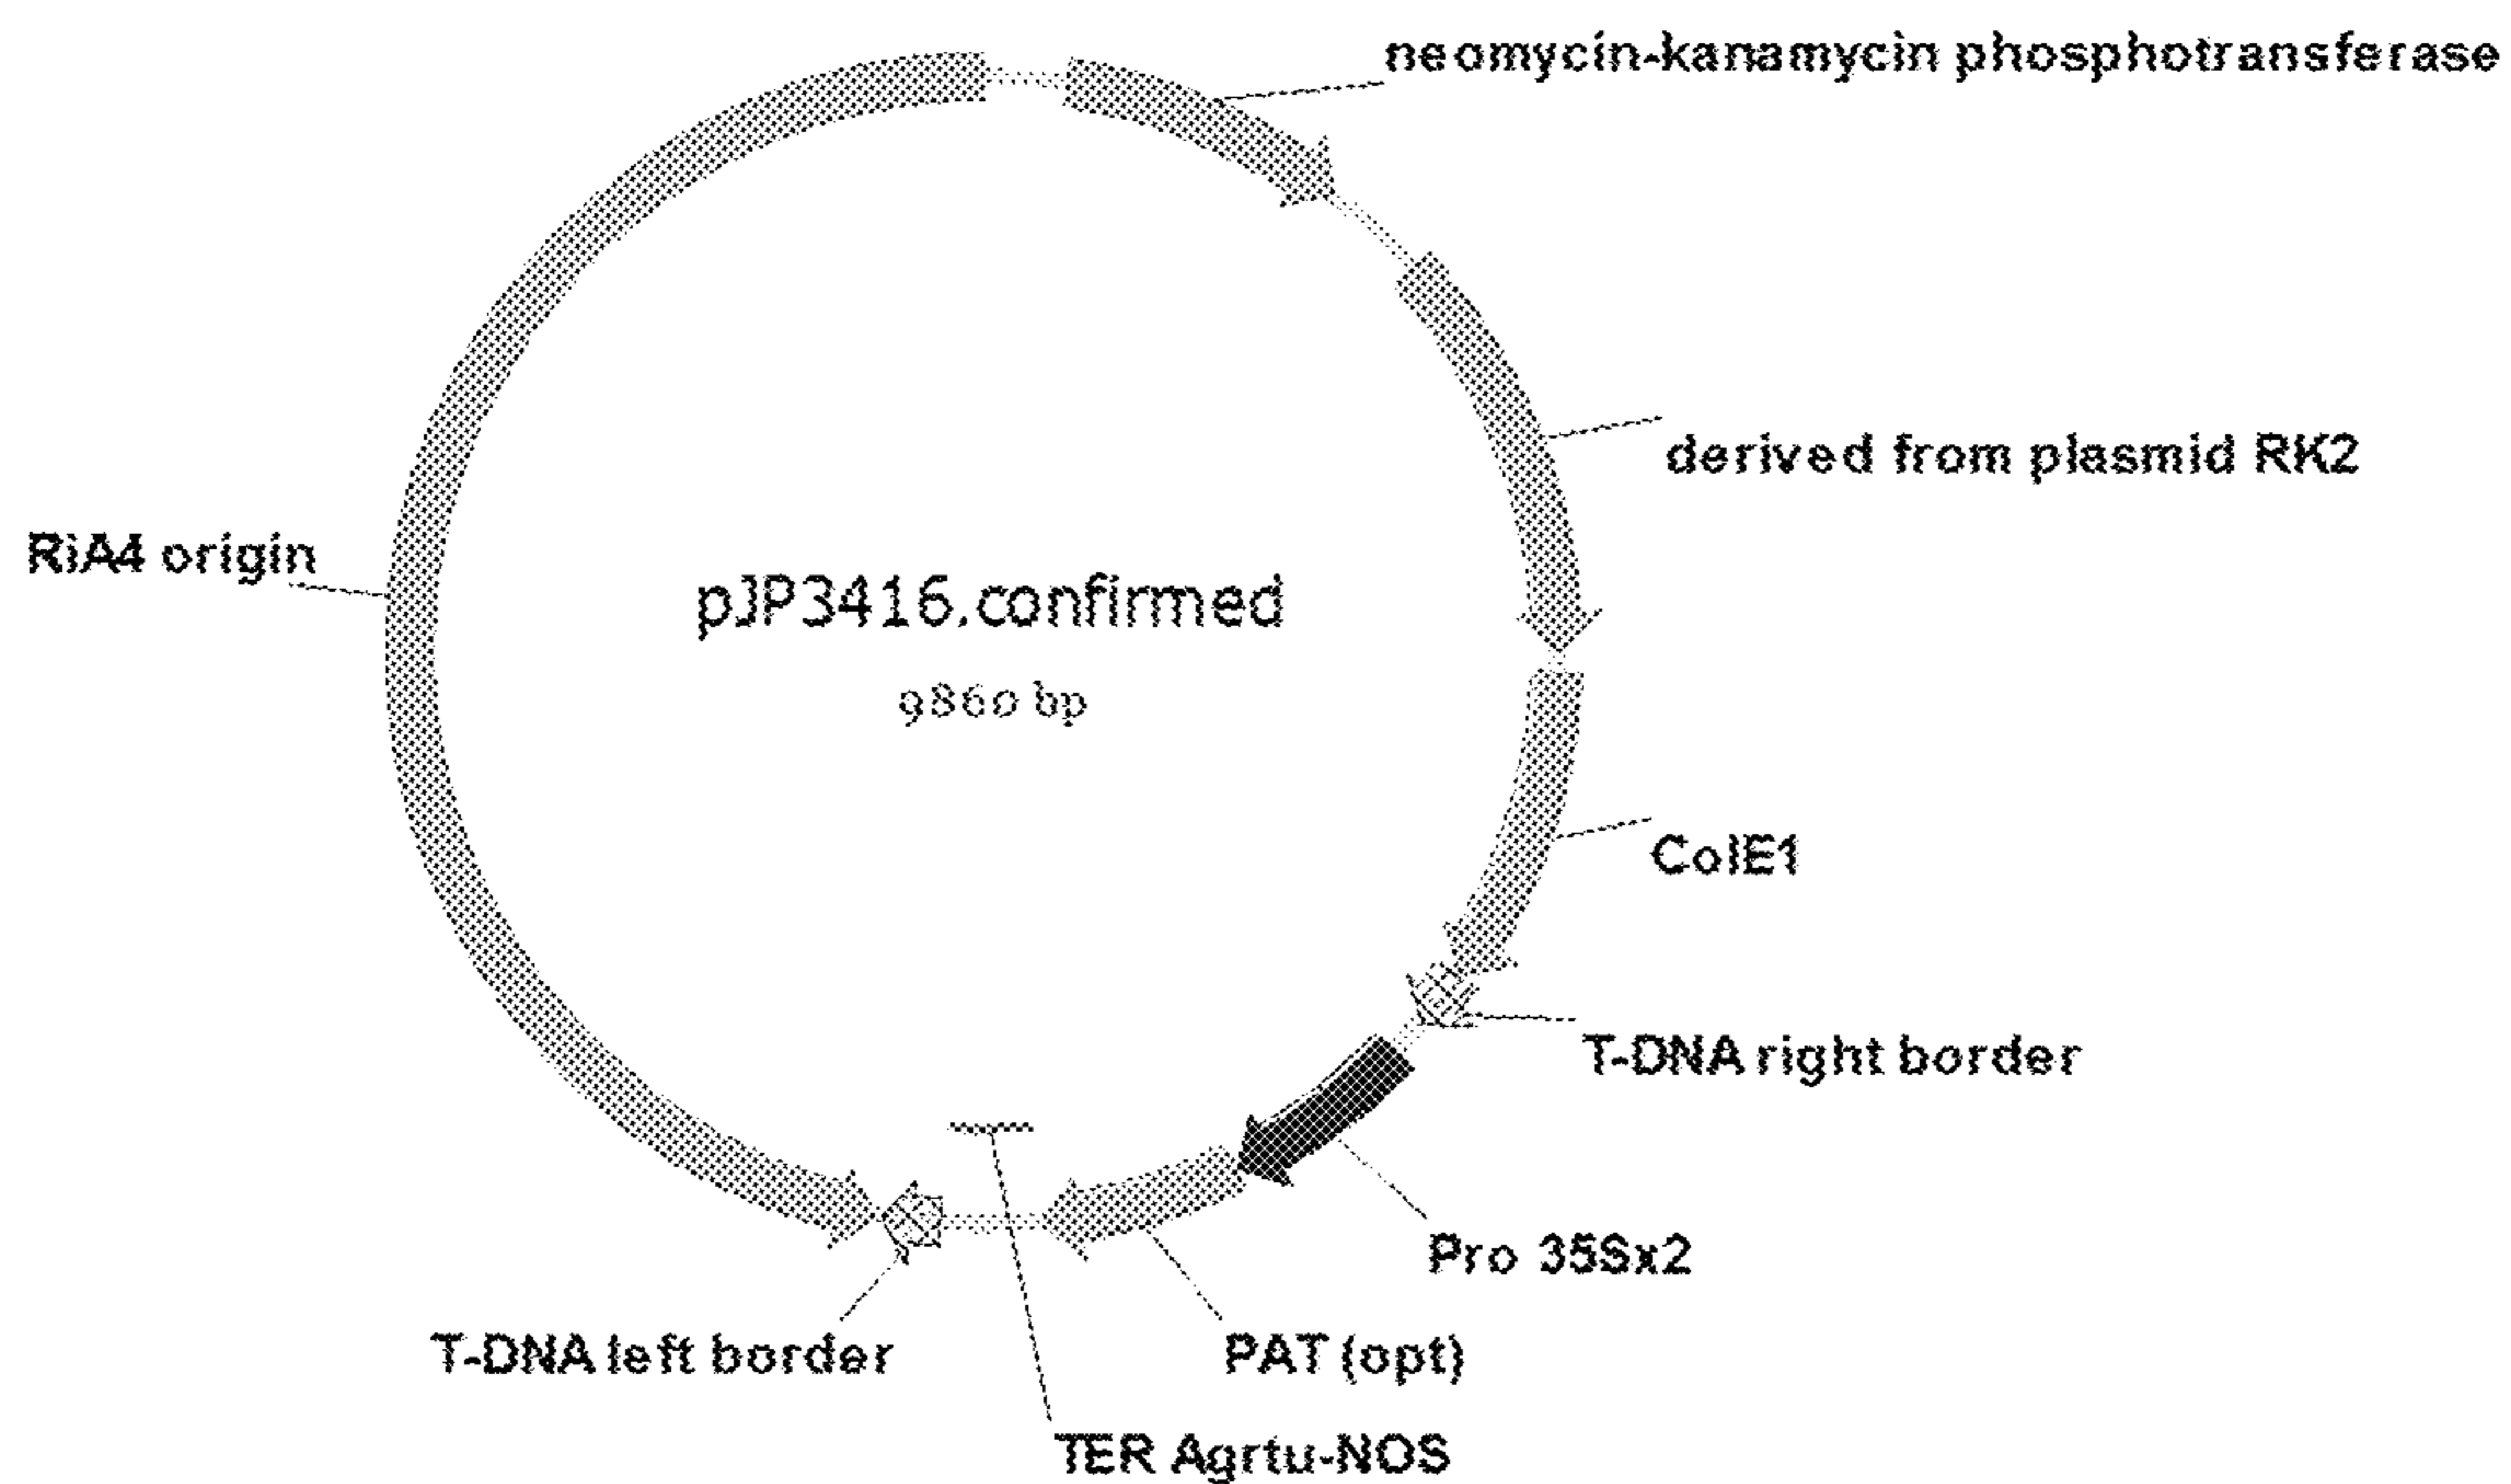 neomycin-kanamycin phosphotransferase
derived from plasmid RK2
RiA4 origin
pJP3416.confirmed
9860 bp
ColE1
T-DNA right border
Pro 35Sx2
T-DNA left border
PAT (opt)
TER Agrtu-NOS